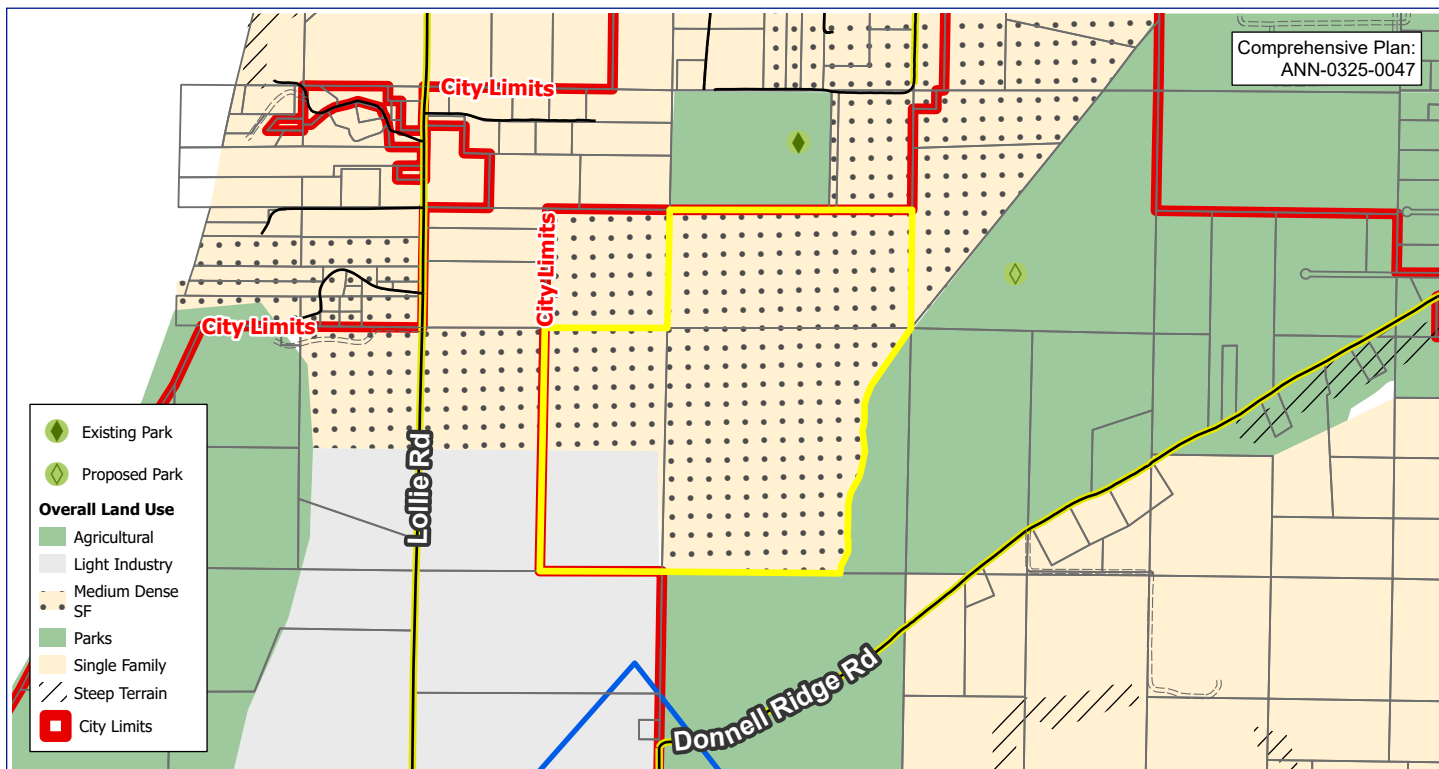 Comprehensive Plan:
ANN-0325-0047
City Limits
City Limits
City Limits
Lollie Rd
Donnell Ridge Rd
Existing Park
Proposed Park
Overall Land Use
Agricultural
Light Industry
Medium Dense
SF
Parks
Single Family
Steep Terrain
City Limits